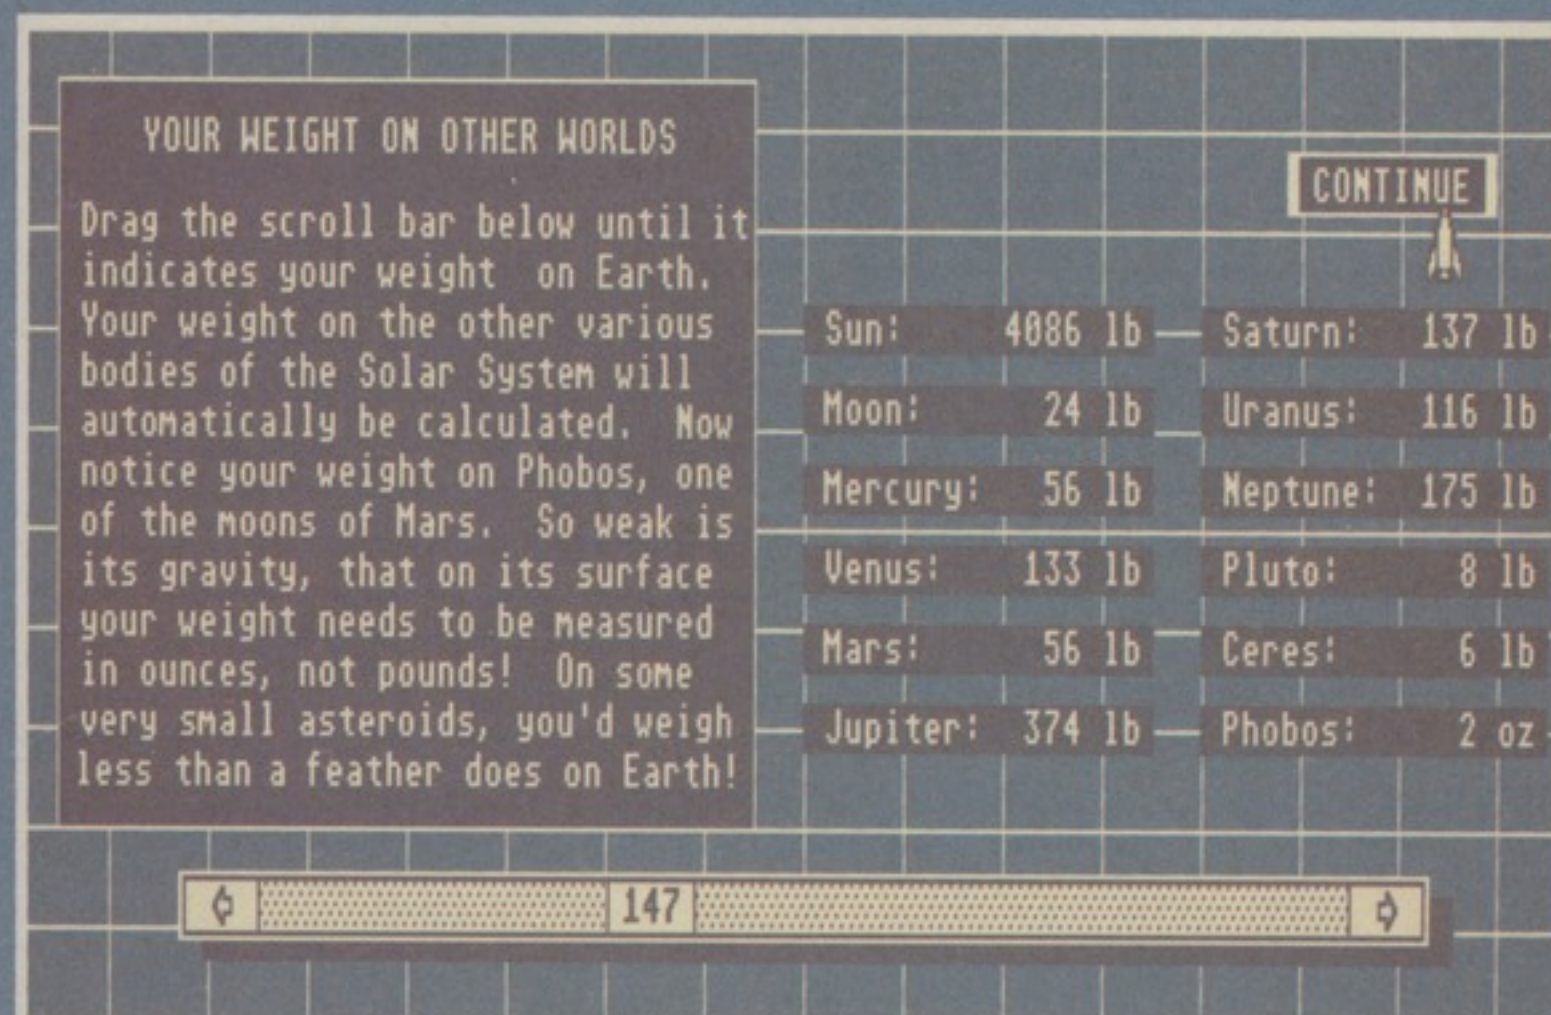 YOUR WEIGHT ON OTHER WORLDS
Drag the scroll bar below until it
indicates your weight  on Earth.
Your weight on the other various
bodies of the Solar System will
automatically be calculated.  Now
notice your weight on Phobos, one
of the moons of Mars.  So weak is
its gravity, that on its surface
your weight needs to be measured
in ounces, not pounds!  On some
very small asteroids, you'd weigh
less than a feather does on Earth!
CONTINUE
Sun: 4086 lb
Moon: 24 lb
Mercury: 56 lb
Venus: 133 lb
Mars: 56 lb
Jupiter: 374 lb
Saturn: 137 lb
Uranus: 116 lb
Neptune: 175 lb
Pluto: 8 lb
Ceres: 6 lb
Phobos: 2 oz
147